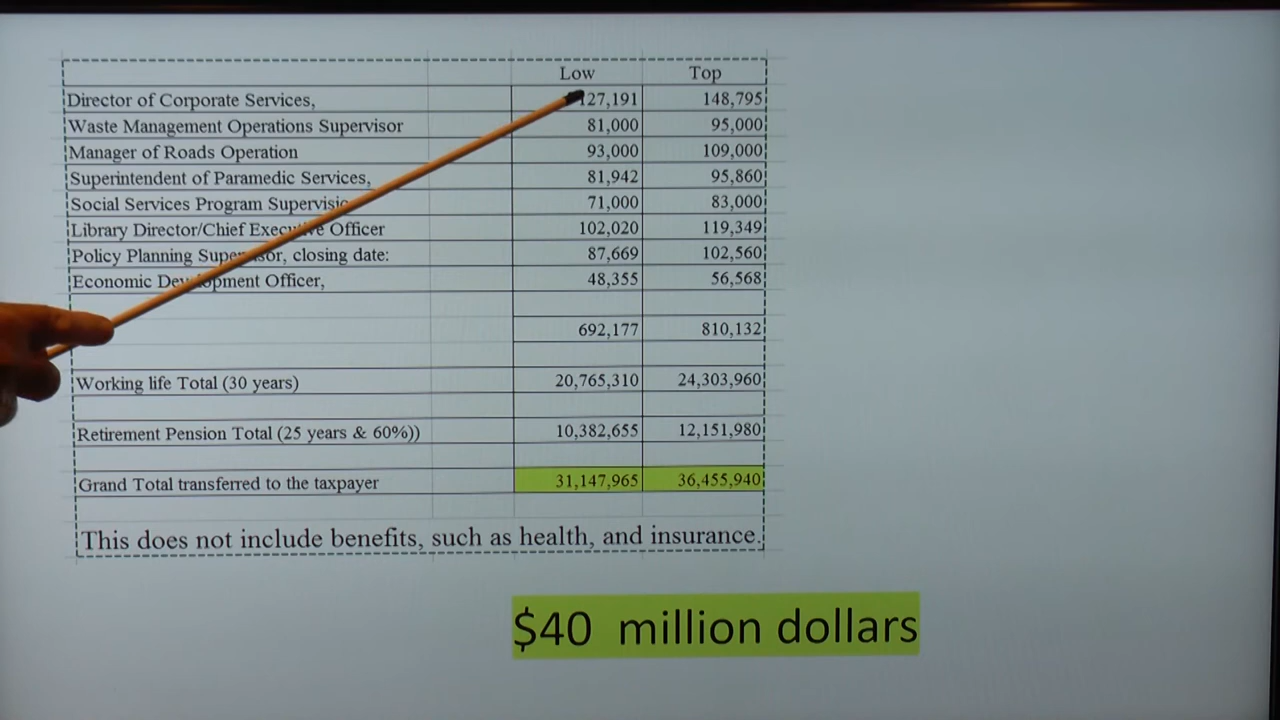 Low Top
Director of Corporate Services, 127,191 148,795
Waste Management Operations Supervisor 81,000 95,000
Manager of Roads Operation 93,000 109,000
Superintendent of Paramedic Services, 81,942 95,860
Social Services Program 71,000 83,000
Library Director/Chief Officer 102,020 119,349
Policy Planning closing date: 87,669 102,560
Economic Officer, 48,355 56,568
692,177 810,132
Working life Total (30 years) 20,765,310 24,303,960
Retirement Pension Total (25 years & 60%)) 10,382,655 12,151,980
Grand Total transferred to the taxpayer 31,147,965 36,455,940
This does not include benefits, such as health, and insurance.
$40 million dollars